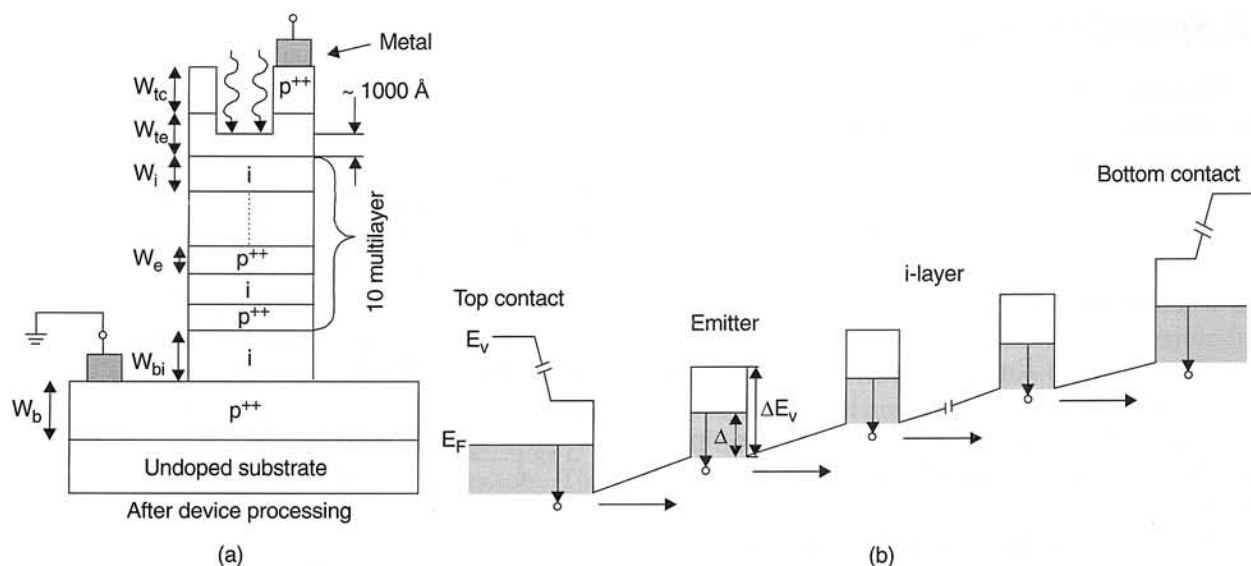 Metal
W_tc
p++
~ 1000 Å
W_te
W_i
i
10 multilayer
W_e
p++
i
p++
W_bi
i
W_b
p++
Undoped substrate
After device processing
(a)
Top contact
E_v
E_F
Emitter
ΔE_v
Δ
i-layer
Bottom contact
(b)